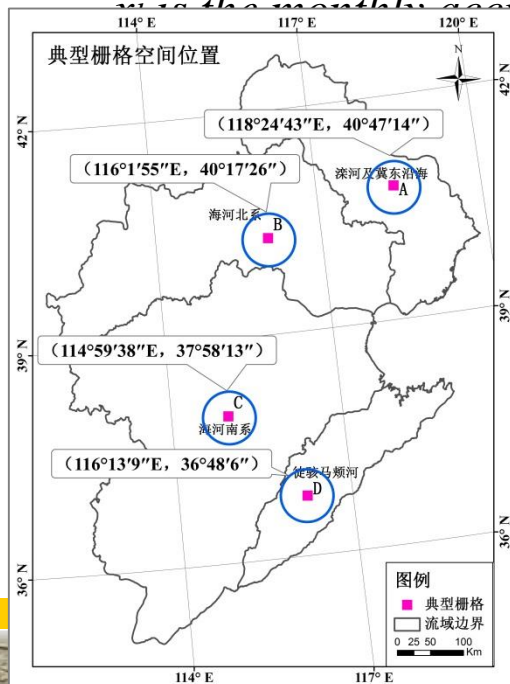 x is the monthly acc
114° E 117° E 120° E
典型栅格空间位置
N
42° N
42° N
(118°24′43″E, 40°47′14″)
(116°1′55″E, 40°17′26″)
滦河及冀东沿海
A
海河北系
B
39° N
39° N
(114°59′38″E, 37°58′13″)
C
海河南系
(116°13′9″E, 36°48′6″)
徒骇马颊河
D
36° N
36° N
图例
典型栅格
流域边界
0 25 50 100
Km
114° E 117° E